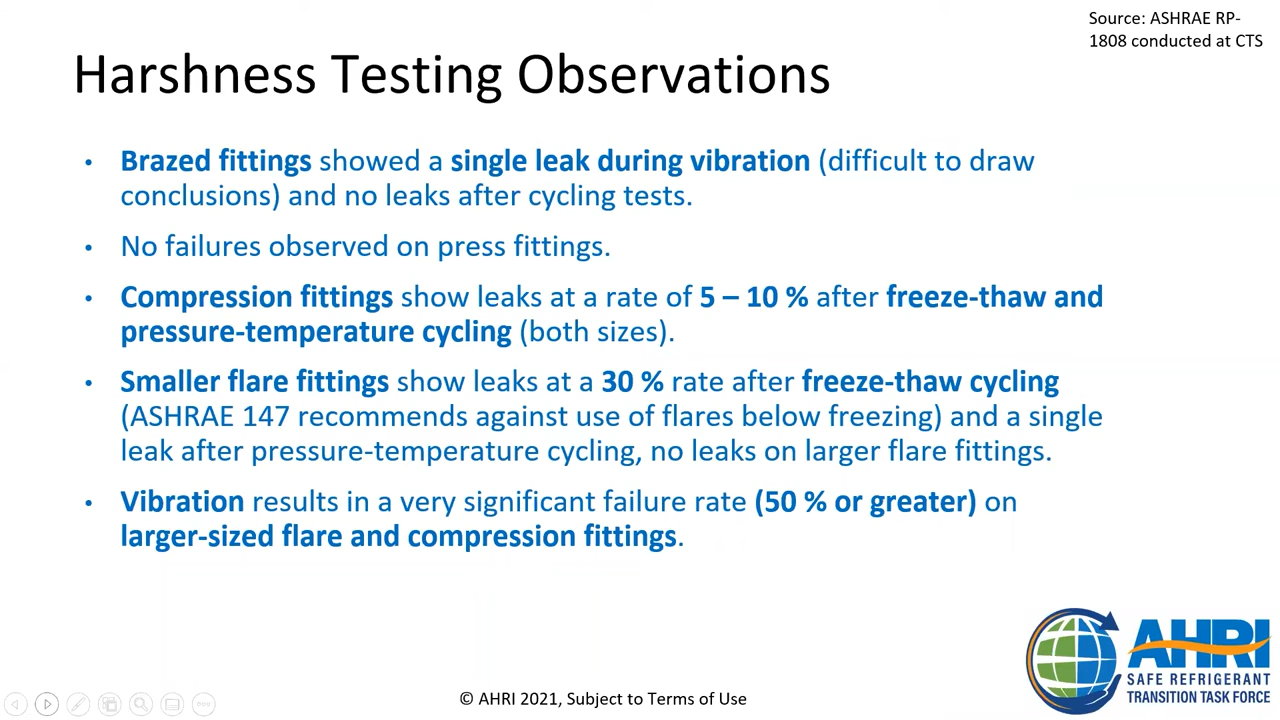 Source: ASHRAE RP-
1808 conducted at CTS
Harshness Testing Observations
• Brazed fittings showed a single leak during vibration (difficult to draw
conclusions) and no leaks after cycling tests.
• No failures observed on press fittings.
• Compression fittings show leaks at a rate of 5 – 10 % after freeze-thaw and
pressure-temperature cycling (both sizes).
• Smaller flare fittings show leaks at a 30 % rate after freeze-thaw cycling
(ASHRAE 147 recommends against use of flares below freezing) and a single
leak after pressure-temperature cycling, no leaks on larger flare fittings.
• Vibration results in a very significant failure rate (50 % or greater) on
larger-sized flare and compression fittings.
© AHRI 2021, Subject to Terms of Use
AHRI
SAFE REFRIGERANT
TRANSITION TASK FORCE